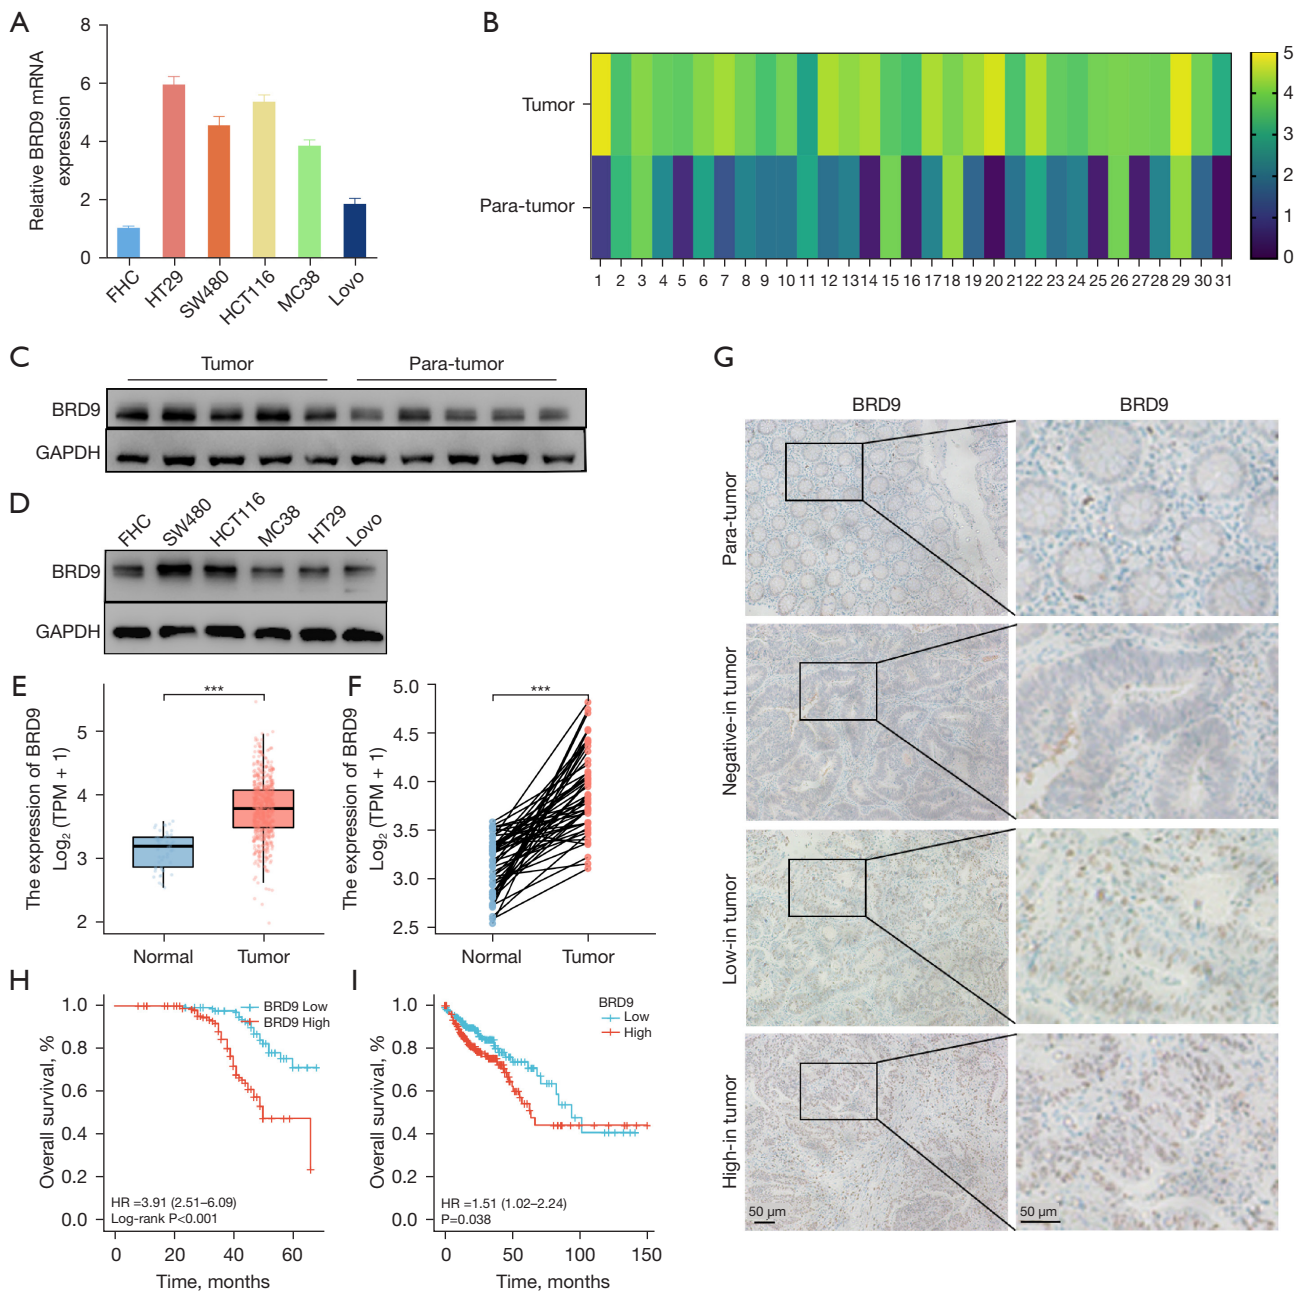 A
Relative BRD9 mRNA
expression
8
6
4
2
0
FHC
HT29
SW480
HCT116
MC38
Lovo
B
Tumor
Para-tumor
1 2 3 4 5 6 7 8 9 10 11 12 13 14 15 16 17 18 19 20 21 22 23 24 25 26 27 28 29 30 31
5
4
3
2
1
0
C
Tumor
Para-tumor
BRD9
GAPDH
D
FHC
SW480
HCT116
MC38
HT29
Lovo
BRD9
GAPDH
E
The expression of BRD9
Log₂ (TPM + 1)
5
4
3
2
***
Normal
Tumor
F
The expression of BRD9
Log₂ (TPM + 1)
5.0
4.5
4.0
3.5
3.0
2.5
***
Normal
Tumor
G
BRD9
BRD9
Para-tumor
Negative-in tumor
Low-in tumor
High-in tumor
50 μm
50 μm
H
Overall survival, %
1.0
0.8
0.6
0.4
0.2
0.0
BRD9 Low
BRD9 High
HR =3.91 (2.51–6.09)
Log-rank P<0.001
0 20 40 60
Time, months
I
Overall survival, %
1.0
0.8
0.6
0.4
0.2
0.0
BRD9
Low
High
HR =1.51 (1.02–2.24)
P=0.038
0 50 100 150
Time, months